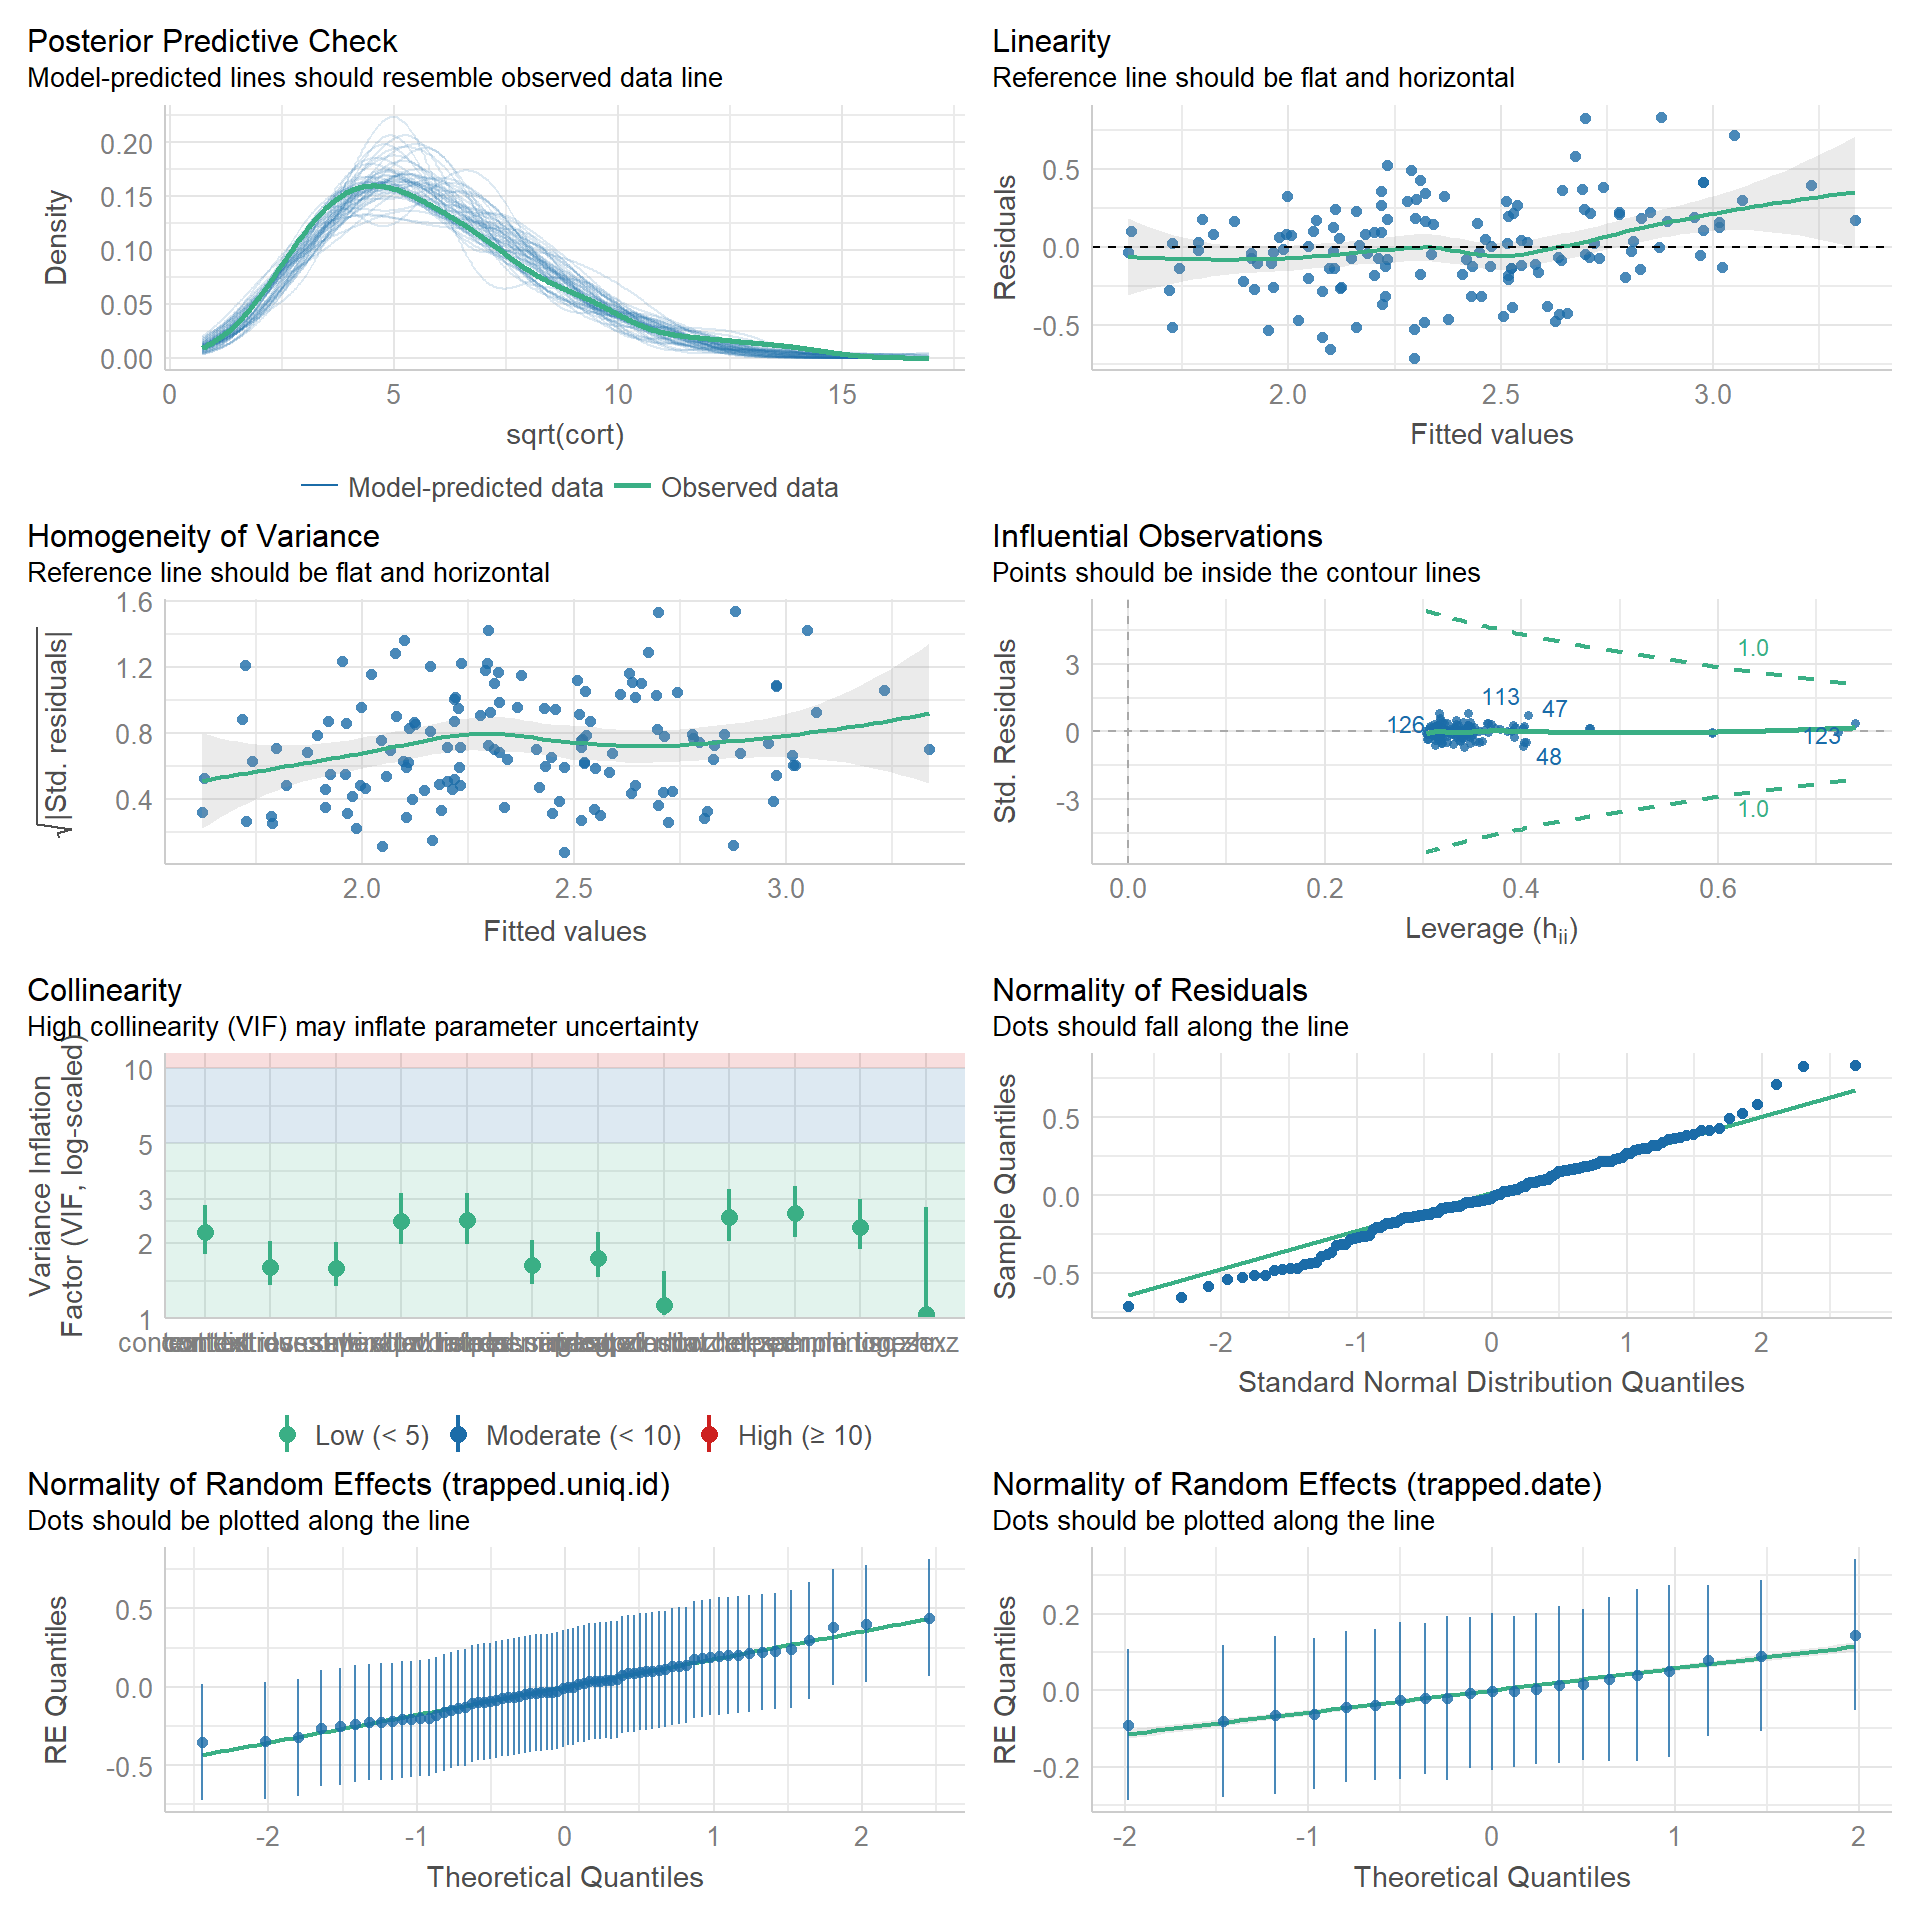 Posterior Predictive Check
Model-predicted lines should resemble observed data line
Density
0.20
0.15
0.10
0.05
0.00
0 5 10 15
sqrt(cort)
Model-predicted data Observed data
Linearity
Reference line should be flat and horizontal
Residuals
0.5
0.0
-0.5
2.0 2.5 3.0
Fitted values
Homogeneity of Variance
Reference line should be flat and horizontal
√|Std. residuals|
1.6
1.2
0.8
0.4
2.0 2.5 3.0
Fitted values
Influential Observations
Points should be inside the contour lines
Std. Residuals
3
0
-3
1.0
113
47
126
123
48
1.0
0.0 0.2 0.4 0.6
Leverage (hii)
Collinearity
High collinearity (VIF) may inflate parameter uncertainty
Variance Inflation
Factor (VIF, log-scaled)
10
5
3
2
1
Low (< 5) Moderate (< 10) High (≥ 10)
Normality of Residuals
Dots should fall along the line
Sample Quantiles
0.5
0.0
-0.5
-2 -1 0 1 2
Standard Normal Distribution Quantiles
Normality of Random Effects (trapped.uniq.id)
Dots should be plotted along the line
RE Quantiles
0.5
0.0
-0.5
-2 -1 0 1 2
Theoretical Quantiles
Normality of Random Effects (trapped.date)
Dots should be plotted along the line
RE Quantiles
0.2
0.0
-0.2
-2 -1 0 1 2
Theoretical Quantiles